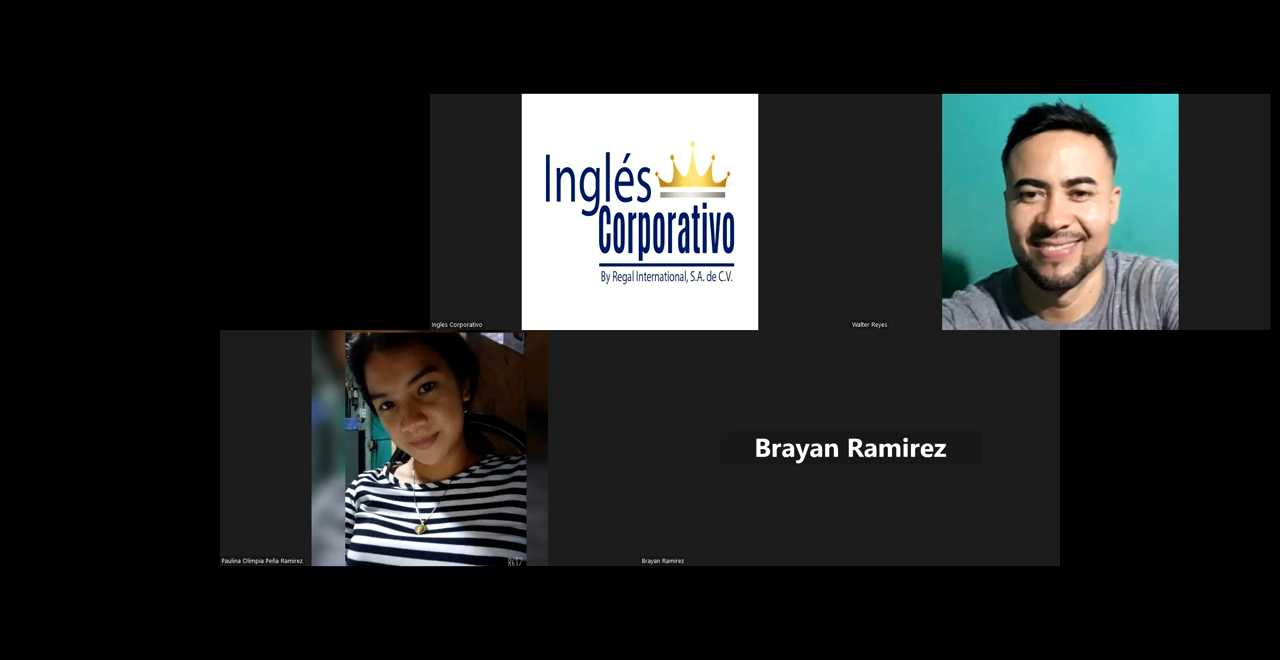 Inglés
Corporativo
By Regal International, S.A. de C.V.
Ingles Corporativo
Walter Reyes
Brayan Ramirez
Paulina Olimpia Peña Ramirez
Brayan Ramirez